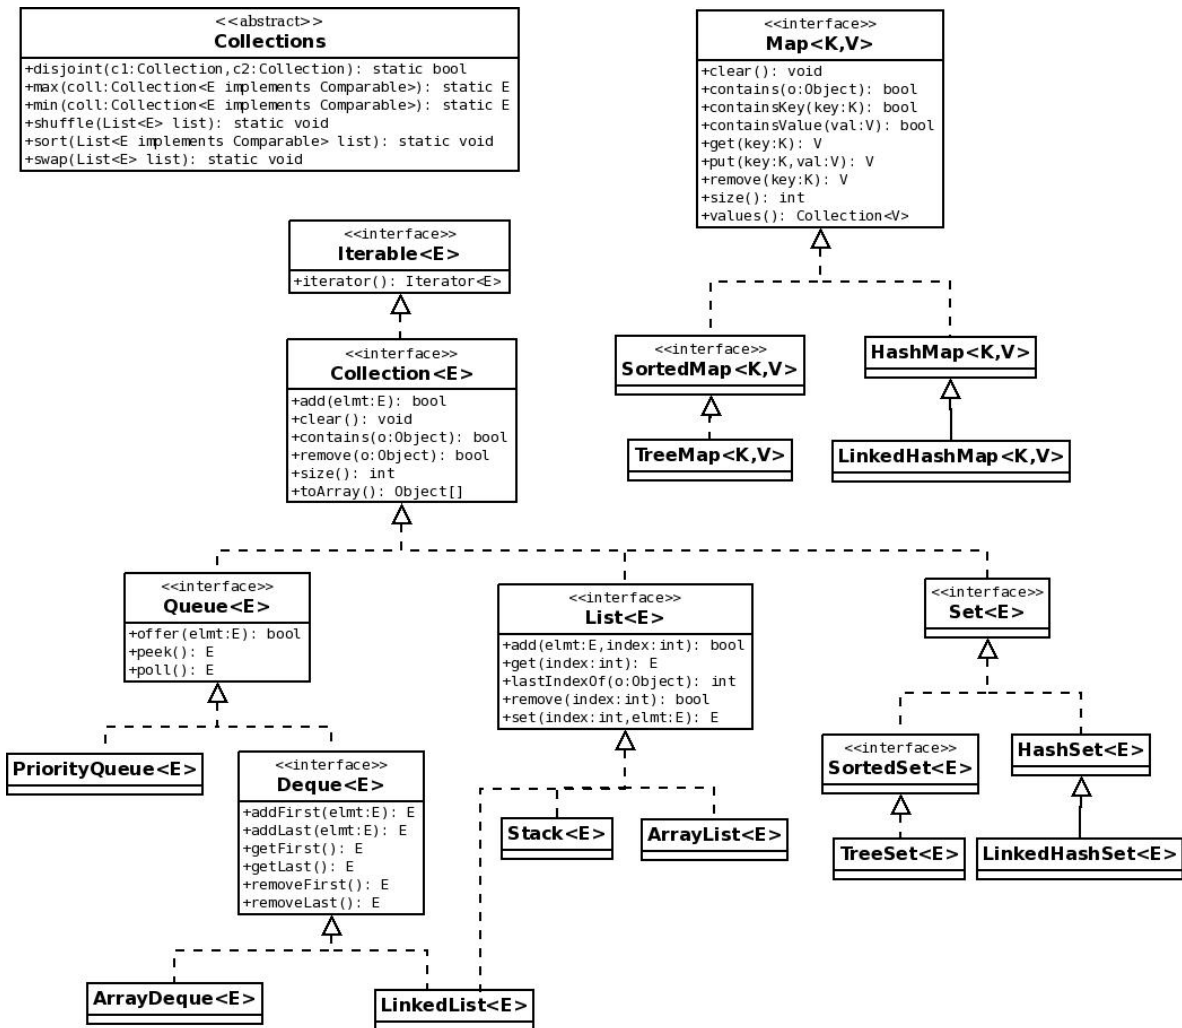 <<abstract>>
Collections
+disjoint(c1:Collection,c2:Collection): static bool
+max(coll:Collection<E implements Comparable>): static E
+min(coll:Collection<E implements Comparable>): static E
+shuffle(List<E> list): static void
+sort(List<E implements Comparable> list): static void
+swap(List<E> list): static void
<<interface>>
Map<K,V>
+clear(): void
+contains(o:Object): bool
+containsKey(key:K): bool
+containsValue(val:V): bool
+get(key:K): V
+put(key:K,val:V): V
+remove(key:K): V
+size(): int
+values(): Collection<V>
<<interface>>
Iterable<E>
+iterator(): Iterator<E>
<<interface>>
SortedMap<K,V>
HashMap<K,V>
TreeMap<K,V>
LinkedHashMap<K,V>
<<interface>>
Collection<E>
+add(elmt:E): bool
+clear(): void
+contains(o:Object): bool
+remove(o:Object): bool
+size(): int
+toArray(): Object[]
<<interface>>
Queue<E>
+offer(elmt:E): bool
+peek(): E
+poll(): E
<<interface>>
List<E>
+add(elmt:E,index:int): bool
+get(index:int): E
+lastIndexOf(o:Object): int
+remove(index:int): bool
+set(index:int,elmt:E): E
<<interface>>
Set<E>
PriorityQueue<E>
<<interface>>
Deque<E>
+addFirst(elmt:E): E
+addLast(elmt:E): E
+getFirst(): E
+getLast(): E
+removeFirst(): E
+removeLast(): E
Stack<E>
ArrayList<E>
<<interface>>
SortedSet<E>
HashSet<E>
TreeSet<E>
LinkedHashSet<E>
ArrayDeque<E>
LinkedList<E>